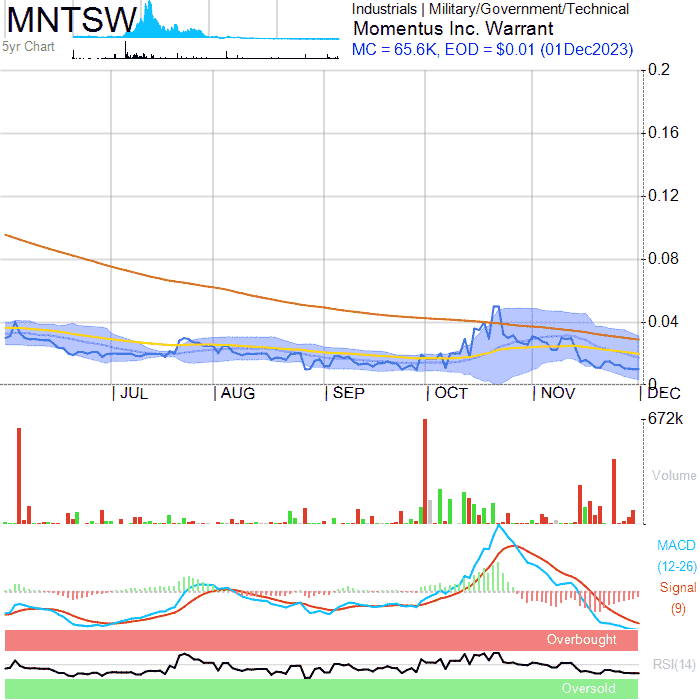 MNTSW
5yr Chart
Industrials | Military/Government/Technical
Momentus Inc. Warrant
MC = 65.6K, EOD = $0.01 (01Dec2023)
0.2
0.16
0.12
0.08
0.04
0
JUL AUG SEP OCT NOV DEC
672k
Volume
MACD
(12-26)
Signal
(9)
Overbought
RSI(14)
Oversold